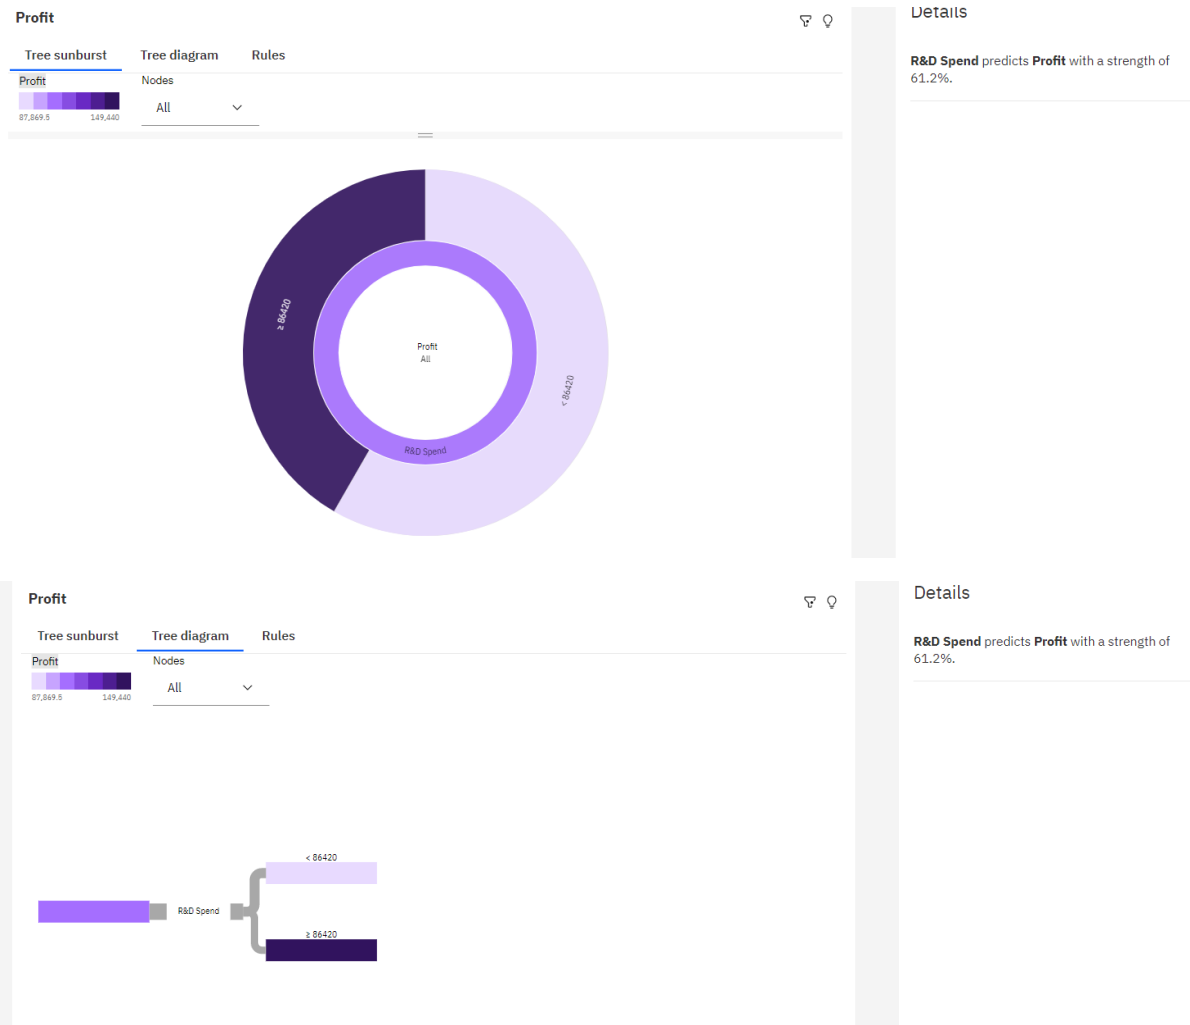 Profit
Tree sunburst Tree diagram Rules
Profit
Nodes
All
87,869.5 149,440
≥ 86420
Profit
All
< 86420
R&D Spend
Details
R&D Spend predicts Profit with a strength of
61.2%.
Profit
Tree sunburst Tree diagram Rules
Profit
Nodes
All
87,869.5 149,440
< 86420
R&D Spend
≥ 86420
Details
R&D Spend predicts Profit with a strength of
61.2%.